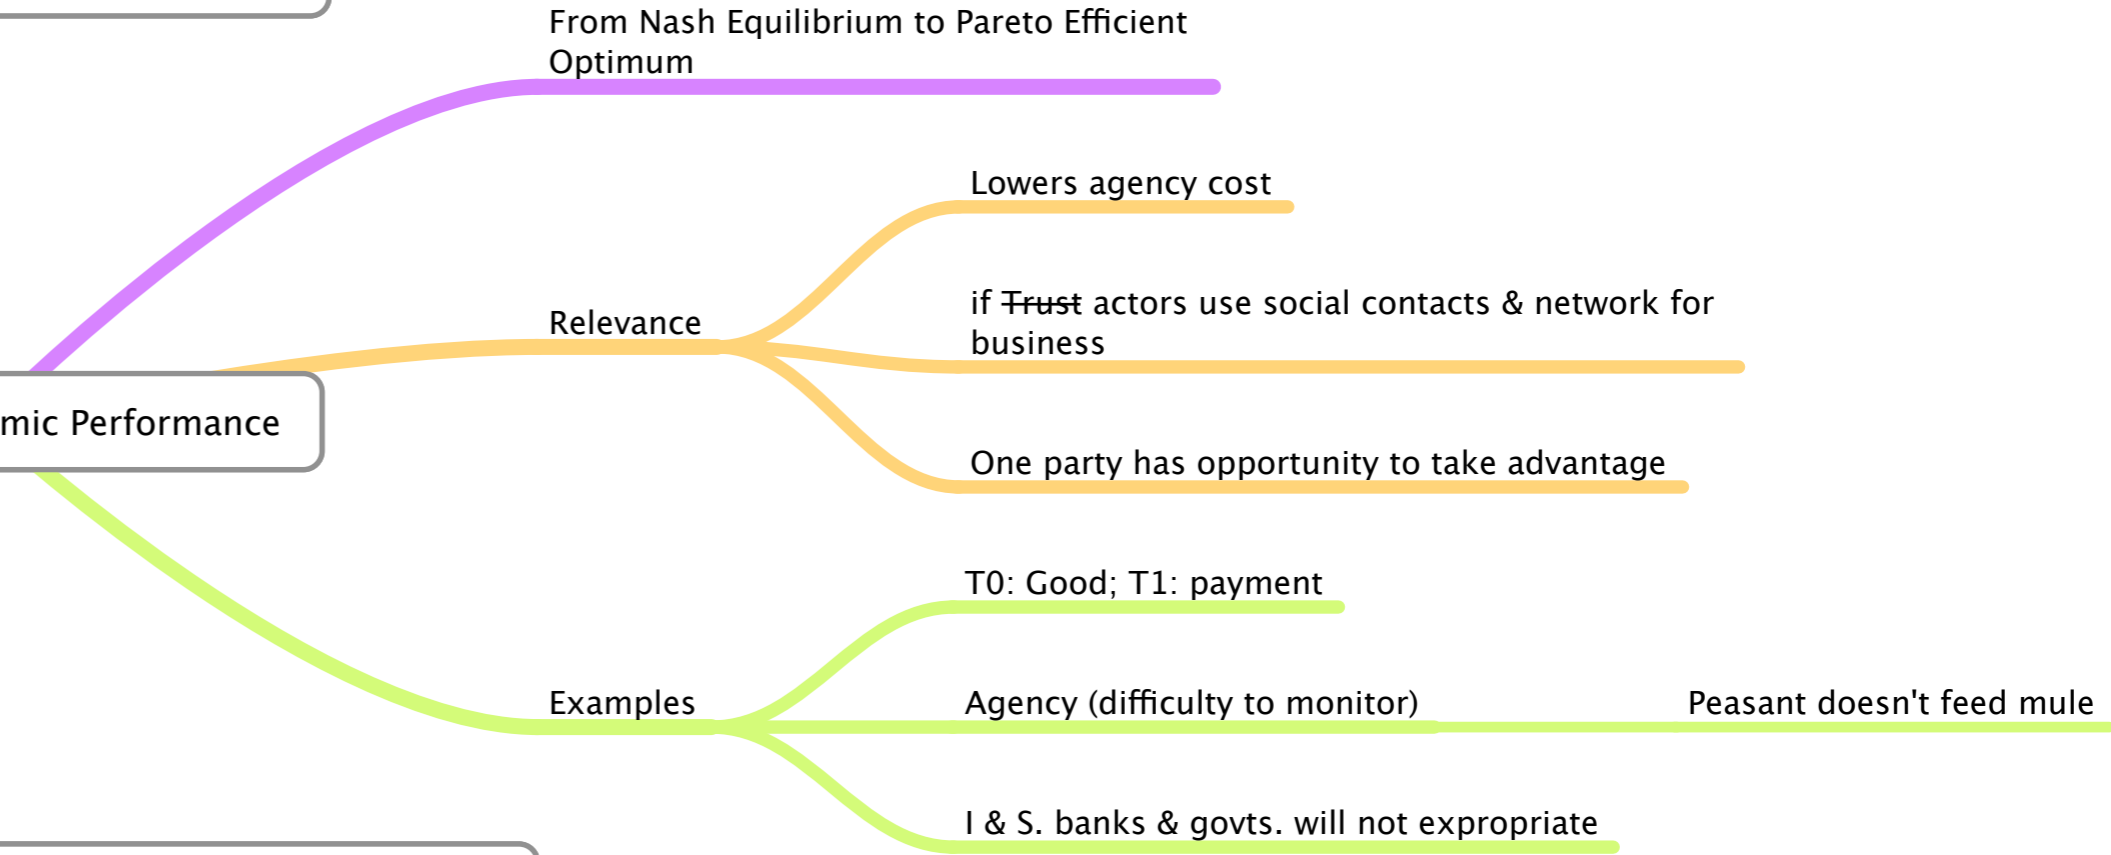 From Nash Equilibrium to Pareto Efficient
Optimum
Lowers agency cost
if Trust actors use social contacts & network for
business
Relevance
One party has opportunity to take advantage
mic Performance
T0: Good; T1: payment
Examples
Agency (difficulty to monitor)
Peasant doesn't feed mule
I & S. banks & govts. will not expropriate